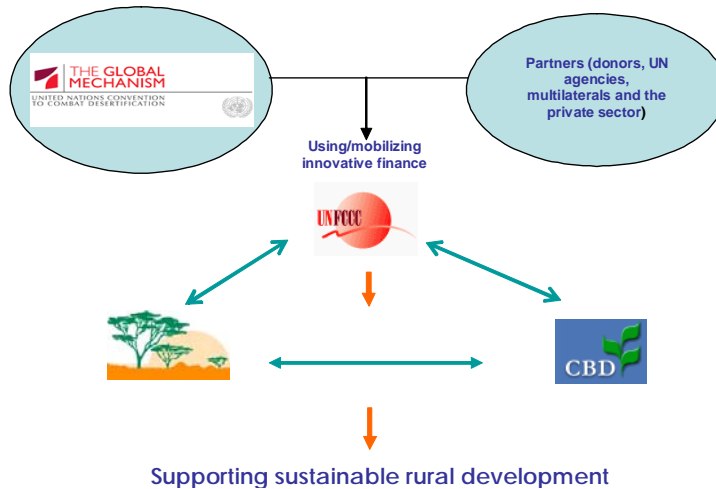 THE GLOBAL
MECHANISM
UNITED NATIONS CONVENTION
TO COMBAT DESERTIFICATION
Partners (donors, UN
agencies,
multilaterals and the
private sector)
Using/mobilizing
innovative finance
UNFCCC
CBD
Supporting sustainable rural development